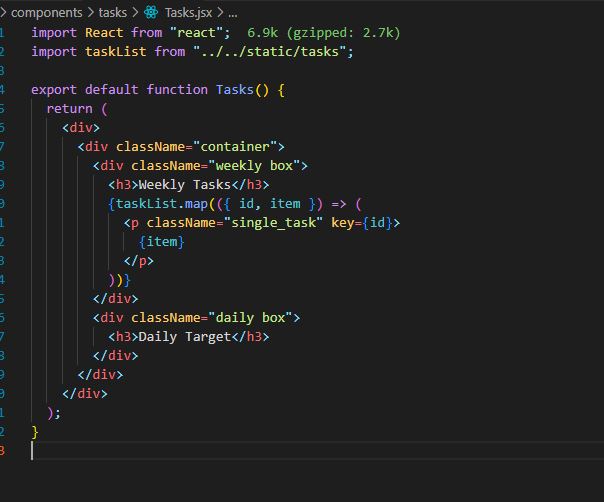 components > tasks > Tasks.jsx > ...
1 import React from "react"; 6.9k (gzipped: 2.7k)
2 import taskList from "../../static/tasks";
3
4 export default function Tasks() {
5 return (
6 <div>
7 <div className="container">
8 <div className="weekly box">
9 <h3>Weekly Tasks</h3>
0 {taskList.map(({ id, item }) => (
1 <p className="single_task" key={id}>
2 {item}
3 </p>
4 ))}
5 </div>
6 <div className="daily box">
7 <h3>Daily Target</h3>
8 </div>
9 </div>
0 </div>
1 );
2 }
3